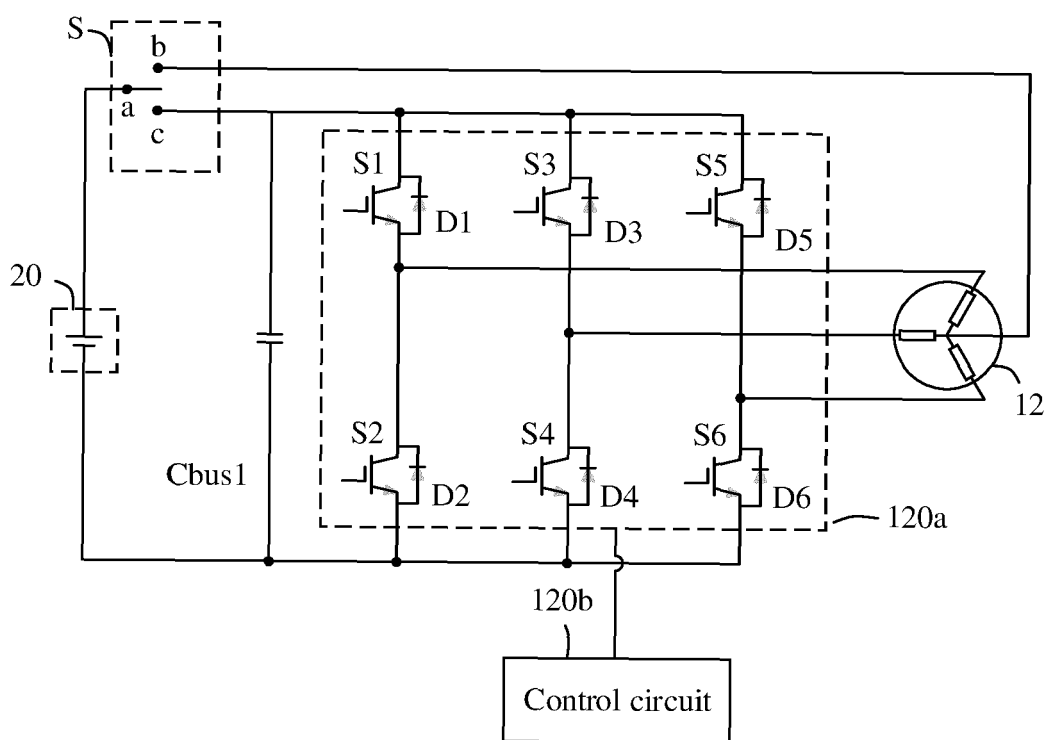 S
b
a
c
S1
S3
S5
D1
D3
D5
20
12
S2
S4
S6
Cbus1
D2
D4
D6
120a
120b
Control circuit